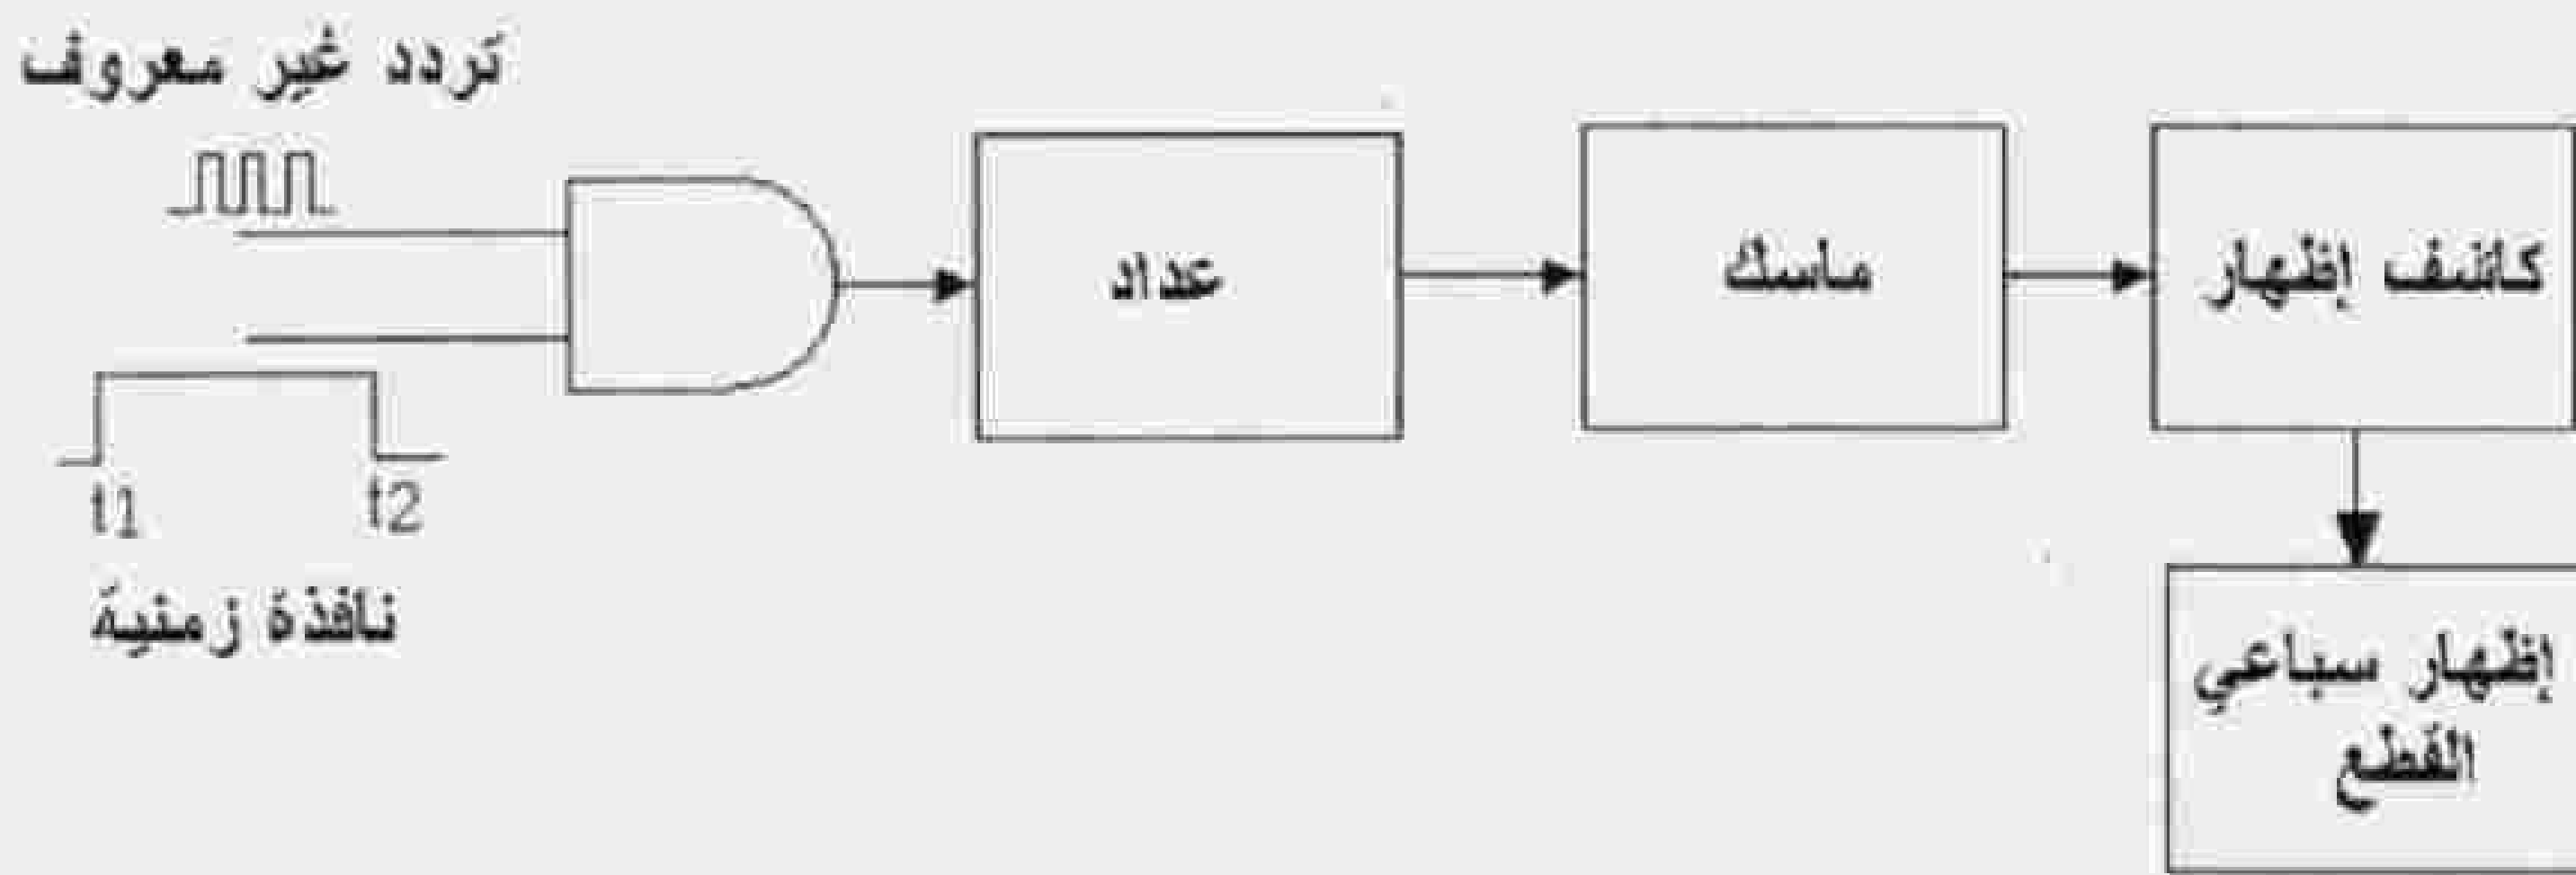 تردد غير معروف
عداد
ماسك
كاشف إظهار
t1
t2
نافذة زمنية
إظهار سباعي
القطع